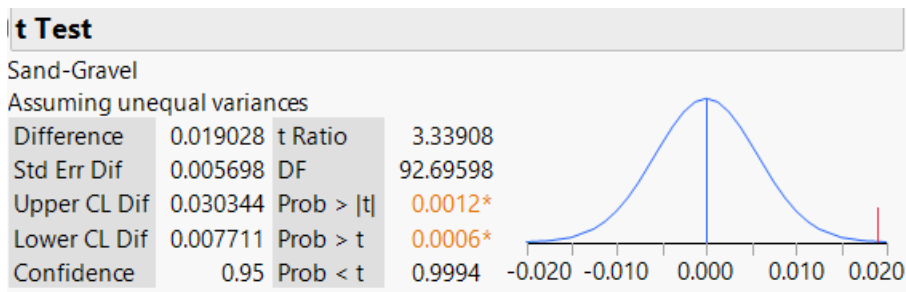 t Test
Sand-Gravel
Assuming unequal variances
Difference 0.019028 t Ratio 3.33908
Std Err Dif 0.005698 DF 92.69598
Upper CL Dif 0.030344 Prob > |t| 0.0012*
Lower CL Dif 0.007711 Prob > t 0.0006*
Confidence 0.95 Prob < t 0.9994
-0.020 -0.010 0.000 0.010 0.020